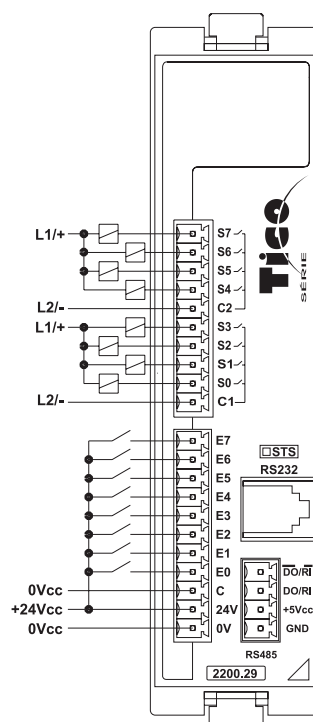 L1/+ S7
S6
S5
S4
L2/- C2
L1/+ S3
S2
S1
S0
L2/- C1
Tico
SÉRIE
E7
E6
E5
E4
E3
E2
E1
E0
0Vcc C
+24Vcc 24V
0Vcc 0V
STS
RS232
DO/RI
DO/RI
+5Vcc
GND
RS485
2200.29